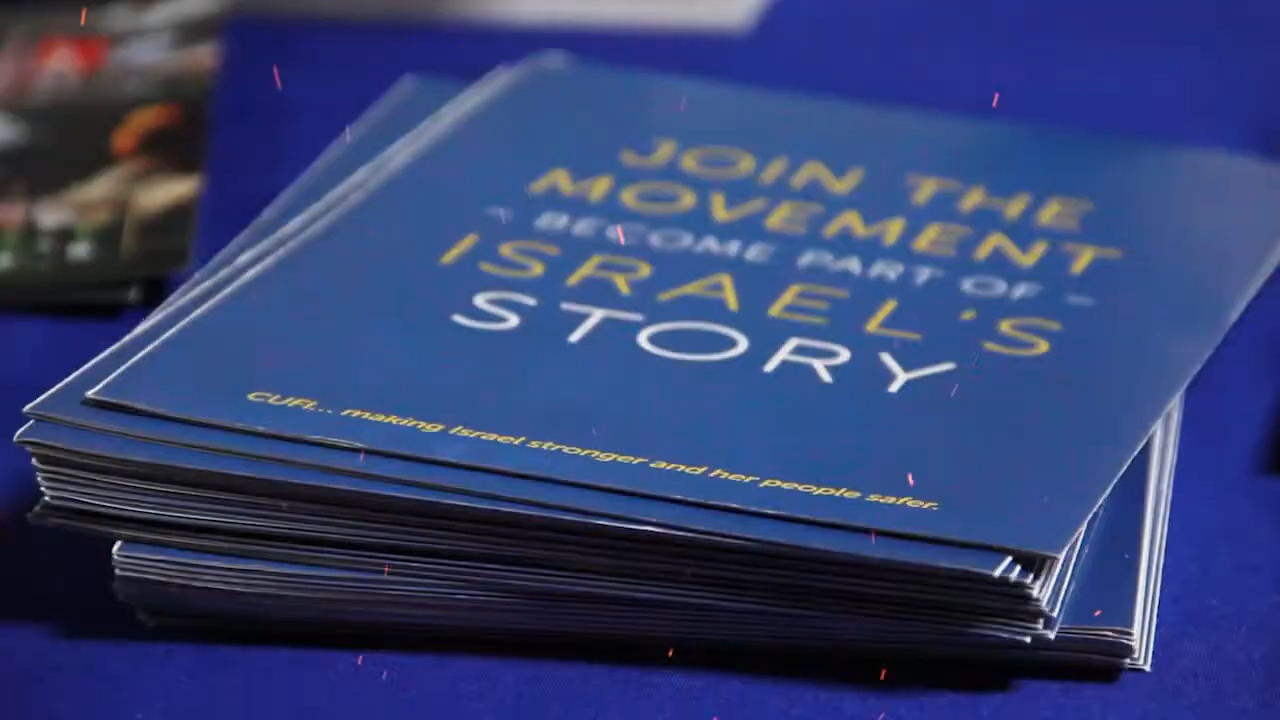 JOIN THE
MOVEMENT
- BECOME PART OF -
ISRAEL'S
STORY
CUFI... making Israel stronger and her people safer.